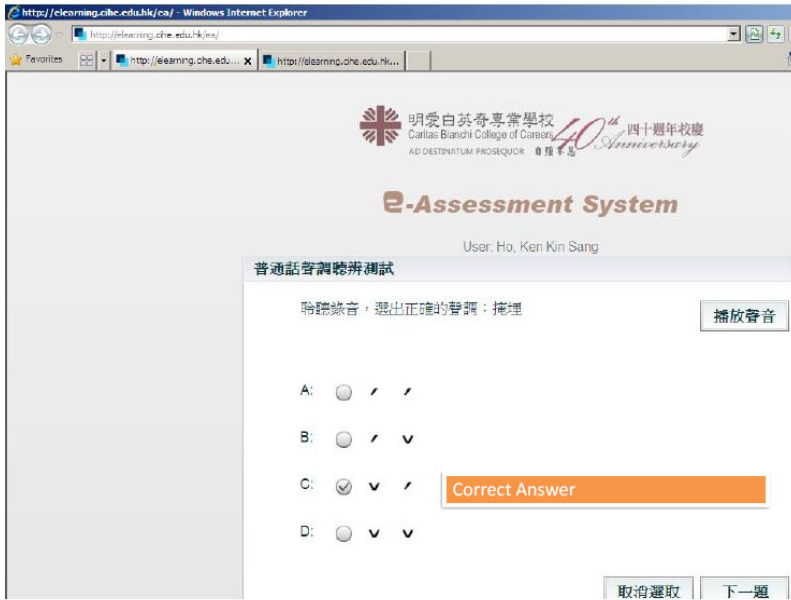 http://elearning.cihe.edu.hk/ea/ - Windows Internet Explorer
http://elearning.cihe.edu.hk/ea/
Favorites http://elearning.cihe.edu... X http://elearning.cihe.edu.hk...
明愛白英奇專業學校
Caritas Bianchi College of Careers
AD DESTINATUM PROSEQUOR 自強不息
40th Anniversary 四十週年校慶
e-Assessment System
User: Ho, Ken Kin Sang
普通話聲調聽辨測試
聆聽錄音,選出正確的聲調:掩埋
播放聲音
A: ˊ ˊ
B: ˊ ˇ
C: ˇ ˊ Correct Answer
D: ˇ ˇ
取消選取 下一題